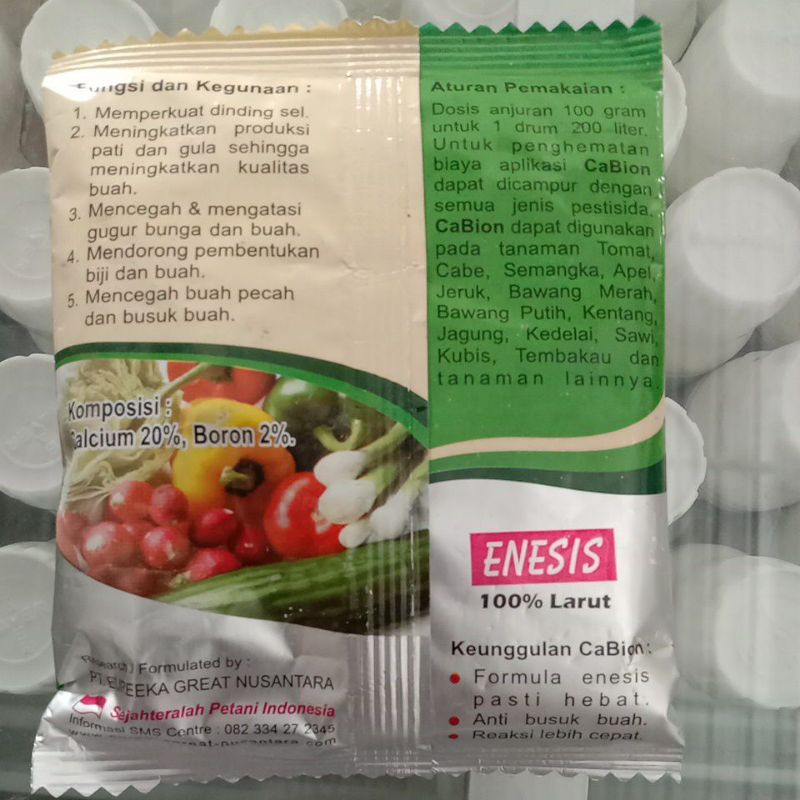 Fungsi dan Kegunaan :
1. Memperkuat dinding sel.
2. Meningkatkan produksi
pati dan gula sehingga
meningkatkan kualitas
buah.
3. Mencegah & mengatasi
gugur bunga dan buah.
4. Mendorong pembentukan
biji dan buah.
5. Mencegah buah pecah
dan busuk buah.
Komposisi :
Calcium 20%, Boron 2%.
Formulated by :
PT.
GREAT NUSANTARA
Sejahteralah Petani Indonesia
Informasi SMS Centre : 082 334 27 2345
Aturan Pemakaian :
Dosis anjuran 100 gram
untuk 1 drum 200 liter.
Untuk penghematan
biaya aplikasi CaBion
dapat dicampur dengan
semua jenis pestisida.
CaBion dapat digunakan
pada tanaman Tomat,
Cabe, Semangka, Apel,
Jeruk, Bawang Merah,
Bawang Putih, Kentang,
Jagung, Kedelai, Sawi,
Kubis, Tembakau dan
tanaman lainnya.
ENESIS
100% Larut
Keunggulan CaBion :
• Formula enesis
pasti hebat.
• Anti busuk buah.
• Reaksi lebih cepat.